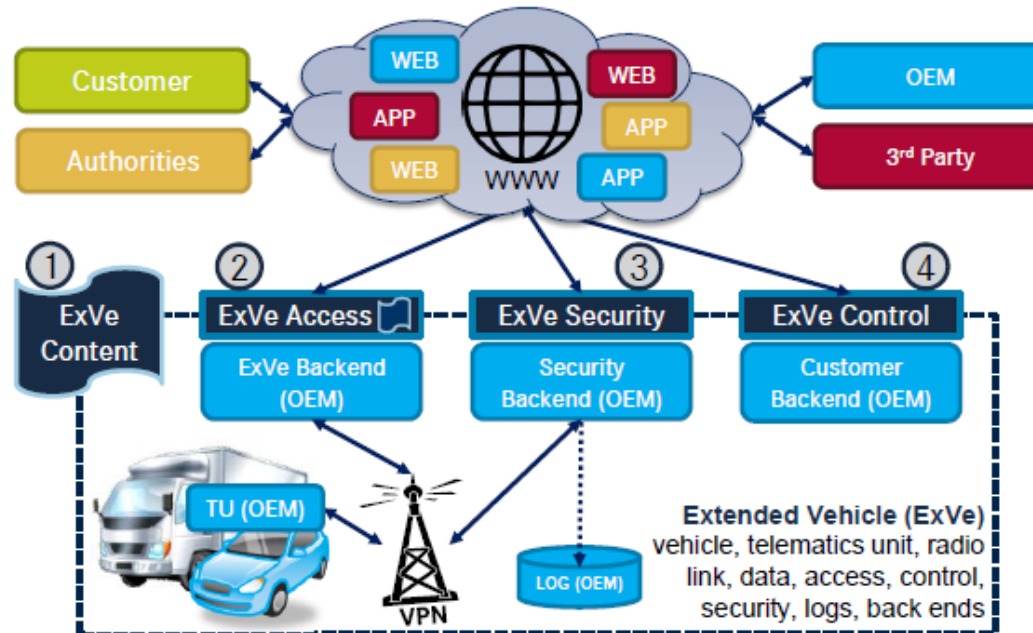 Customer
Authorities
WEB
APP
WEB
WWW
WEB
APP
APP
OEM
3rd Party
1
ExVe
Content
2
ExVe Access
ExVe Backend
(OEM)
3
ExVe Security
Security
Backend (OEM)
4
ExVe Control
Customer
Backend (OEM)
TU (OEM)
VPN
LOG (OEM)
Extended Vehicle (ExVe)
vehicle, telematics unit, radio
link, data, access, control,
security, logs, back ends